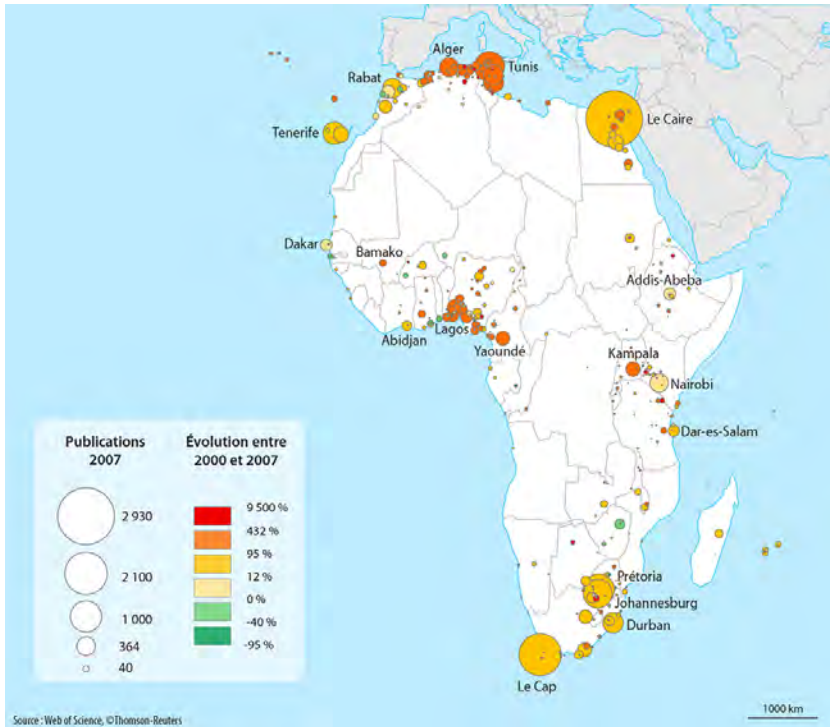 Alger
Tunis
Rabat
Le Caire
Tenerife
Dakar
Bamako
Addis-Abeba
Lagos
Abidjan
Yaoundé
Kampala
Nairobi
Dar-es-Salam
Publications
2007
2 930
2 100
1 000
364
40
Évolution entre
2000 et 2007
9 500 %
432 %
95 %
12 %
0 %
-40 %
-95 %
Prétoria
Johannesburg
Durban
Le Cap
1000 km
Source : Web of Science, ©Thomson-Reuters